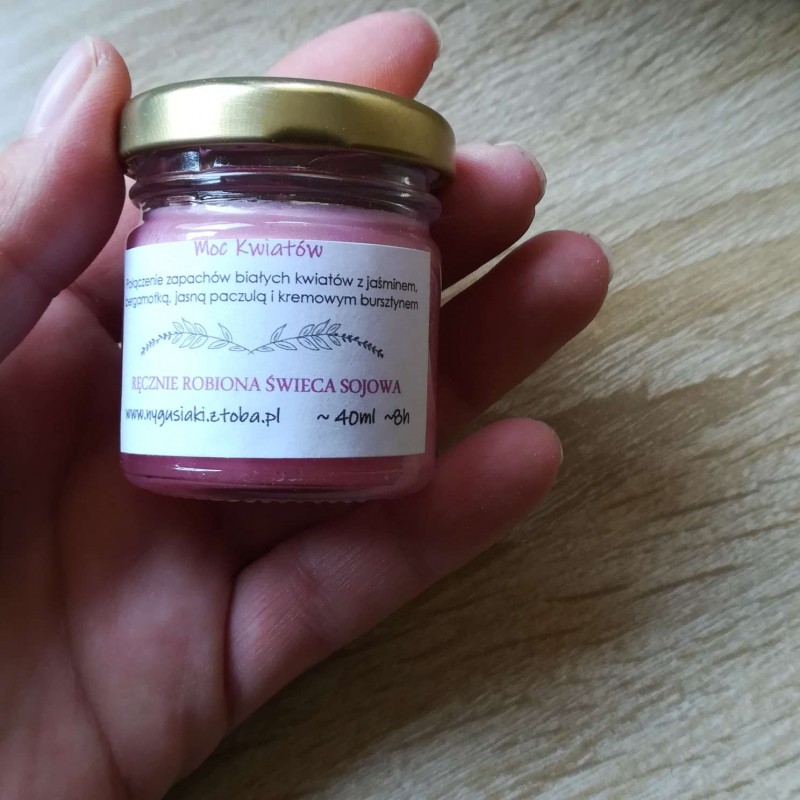 Moc Kwiatów
Połączenie zapachów białych kwiatów z jaśminem,
bergamotką, jasną paczulą i kremowym bursztynem
RĘCZNIE ROBIONA ŚWIECA SOJOWA
www.nygusiaki.ztoba.pl ~ 40ml ~8h